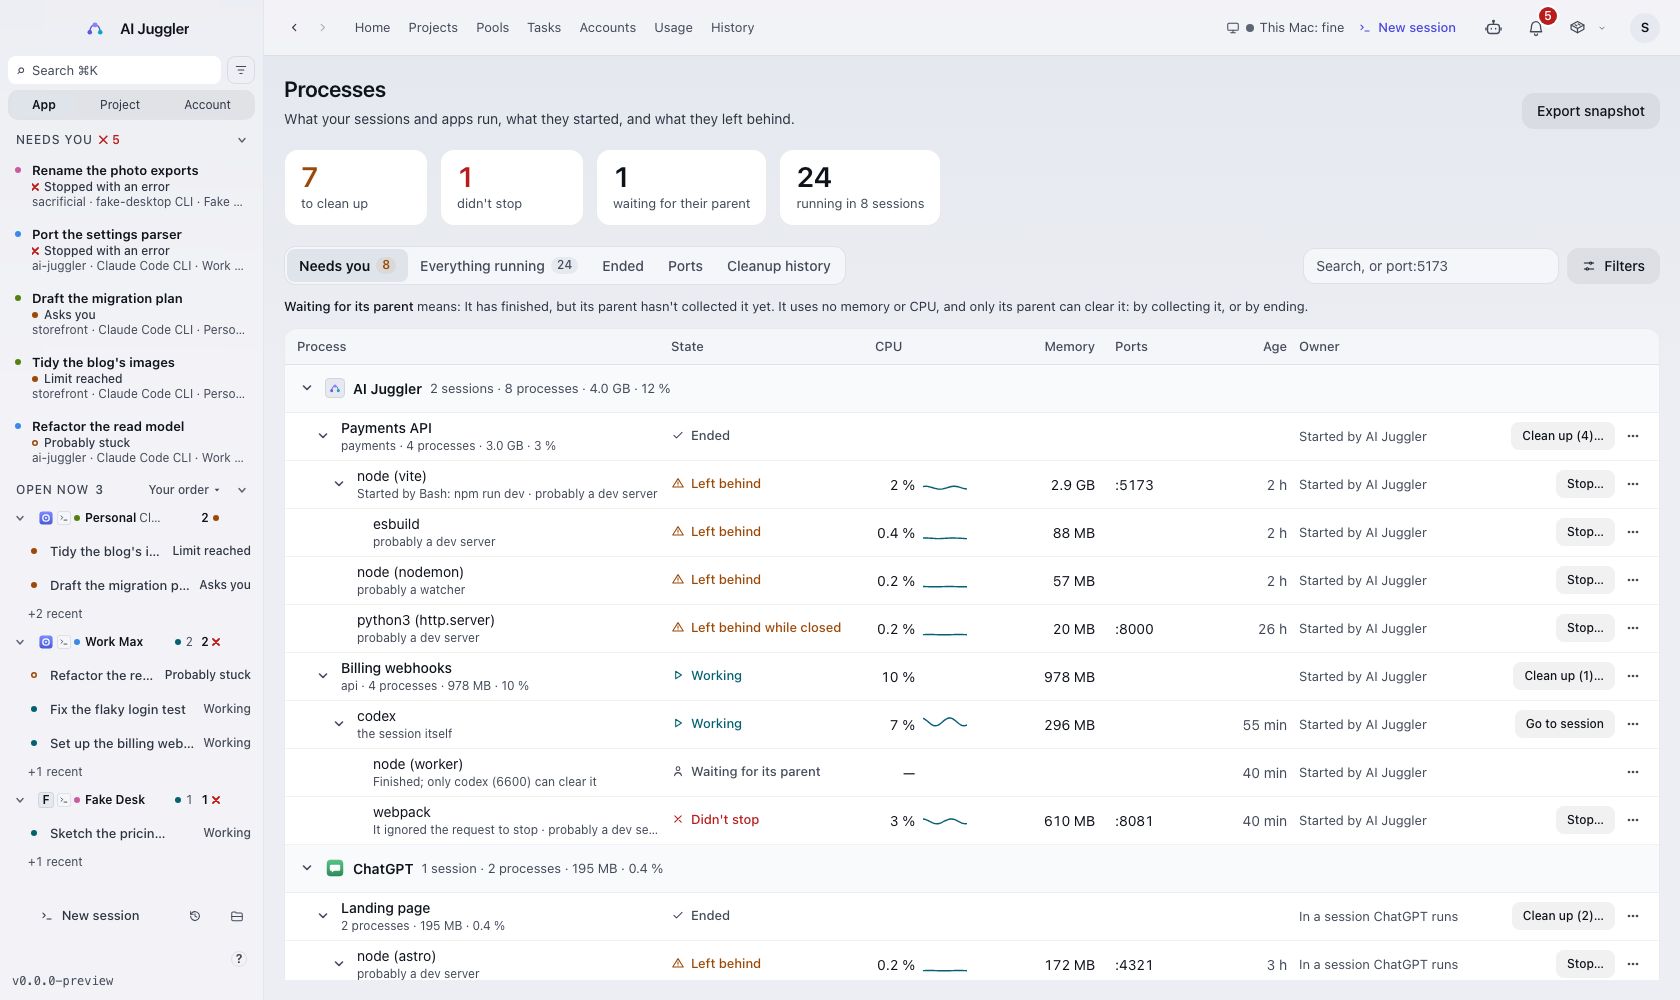 AI Juggler
Search ⌘K
App Project Account
NEEDS YOU 5
Rename the photo exports
Stopped with an error
sacrificial · fake-desktop CLI · Fake ...
Port the settings parser
Stopped with an error
ai-juggler · Claude Code CLI · Work ...
Draft the migration plan
Asks you
storefront · Claude Code CLI · Perso...
Tidy the blog's images
Limit reached
storefront · Claude Code CLI · Perso...
Refactor the read model
Probably stuck
ai-juggler · Claude Code CLI · Work ...
OPEN NOW 3 Your order
Personal Cl... 2
Tidy the blog's i... Limit reached
Draft the migration p... Asks you
+2 recent
Work Max 2 2
Refactor the re... Probably stuck
Fix the flaky login test Working
Set up the billing web... Working
+1 recent
F Fake Desk 1 1
Sketch the pricin... Working
+1 recent
New session
?
v0.0.0-preview
Home Projects Pools Tasks Accounts Usage History
This Mac: fine New session 5 S
Processes
What your sessions and apps run, what they started, and what they left behind.
Export snapshot
7 to clean up
1 didn't stop
1 waiting for their parent
24 running in 8 sessions
Needs you 8 Everything running 24 Ended Ports Cleanup history
Search, or port:5173 Filters
Waiting for its parent means: It has finished, but its parent hasn't collected it yet. It uses no memory or CPU, and only its parent can clear it: by collecting it, or by ending.
Process State CPU Memory Ports Age Owner
AI Juggler 2 sessions · 8 processes · 4.0 GB · 12 %
Payments API Ended Started by AI Juggler Clean up (4)... ···
payments · 4 processes · 3.0 GB · 3 %
node (vite) Left behind 2 % 2.9 GB :5173 2 h Started by AI Juggler Stop... ···
Started by Bash: npm run dev · probably a dev server
esbuild Left behind 0.4 % 88 MB 2 h Started by AI Juggler Stop... ···
probably a dev server
node (nodemon) Left behind 0.2 % 57 MB 2 h Started by AI Juggler Stop... ···
probably a watcher
python3 (http.server) Left behind while closed 0.2 % 20 MB :8000 26 h Started by AI Juggler Stop... ···
probably a dev server
Billing webhooks Working 10 % 978 MB Started by AI Juggler Clean up (1)... ···
api · 4 processes · 978 MB · 10 %
codex Working 7 % 296 MB 55 min Started by AI Juggler Go to session ···
the session itself
node (worker) Waiting for its parent — 40 min Started by AI Juggler ···
Finished; only codex (6600) can clear it
webpack Didn't stop 3 % 610 MB :8081 40 min Started by AI Juggler Stop... ···
It ignored the request to stop · probably a dev se...
ChatGPT 1 session · 2 processes · 195 MB · 0.4 %
Landing page Ended In a session ChatGPT runs Clean up (2)... ···
2 processes · 195 MB · 0.4 %
node (astro) Left behind 0.2 % 172 MB :4321 3 h In a session ChatGPT runs Stop... ···
probably a dev server